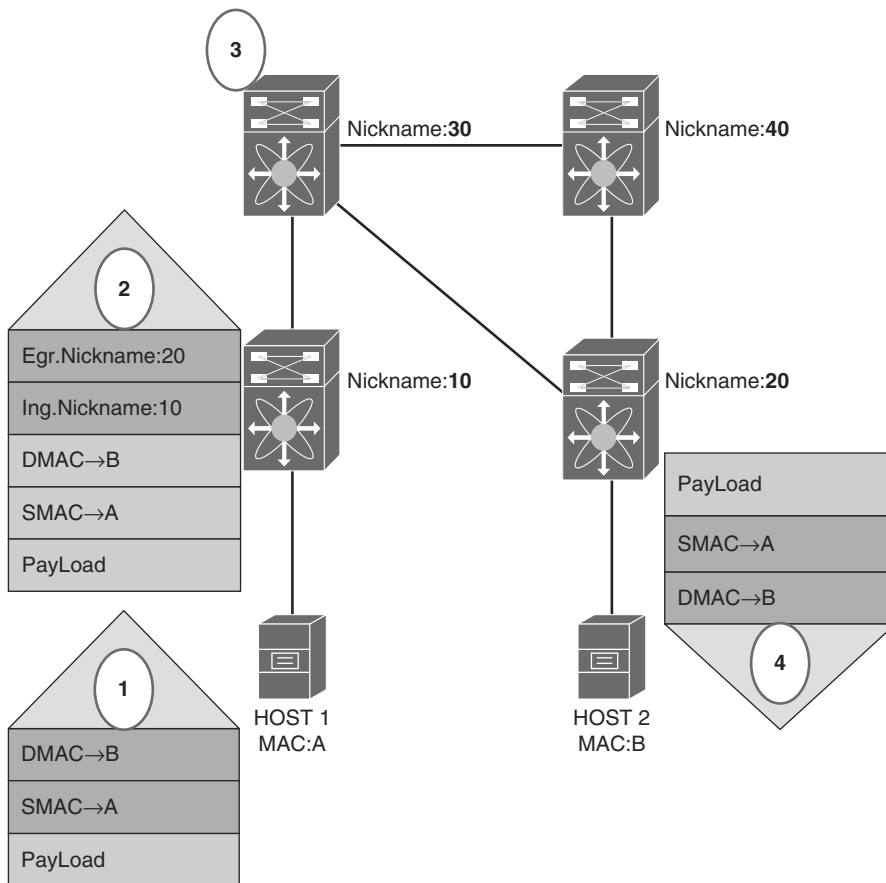 3
Nickname:30
Nickname:40
2
Egr.Nickname:20
Ing.Nickname:10
DMAC→B
SMAC→A
PayLoad
Nickname:10
Nickname:20
PayLoad
SMAC→A
DMAC→B
4
1
DMAC→B
SMAC→A
PayLoad
HOST 1
MAC:A
HOST 2
MAC:B